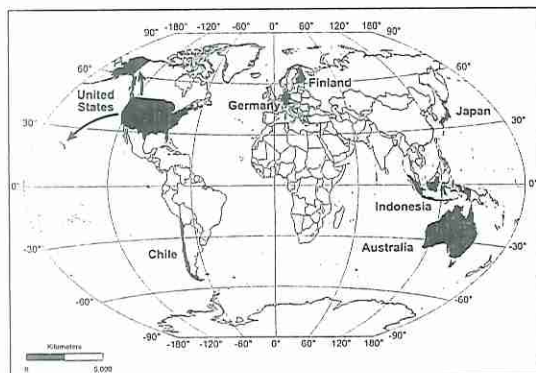 -180° -120° -60° 0° 60° 120° 180°
90° 90°
60° 60°
United
States
Finland
Germany
Japan
30° 30°
0° 0°
Indonesia
Australia
Chile
-30° -30°
-60° -60°
-90° -90°
-180° -120° -60° 0° 60° 120° 180°
Kilometers
0 5,000